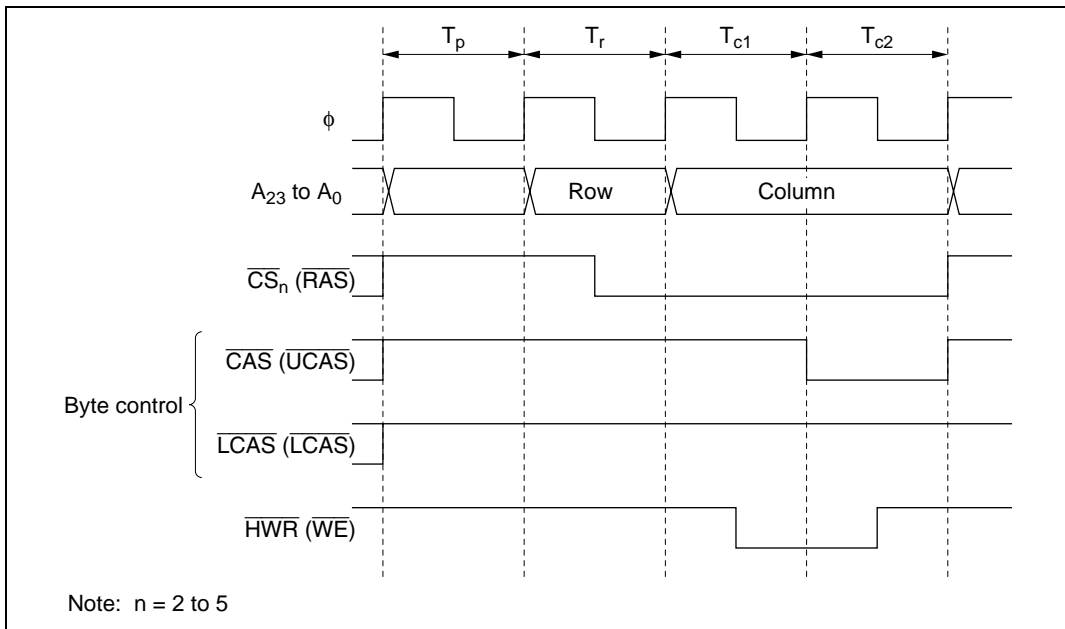 Tp Tr Tc1 Tc2
ϕ
A23 to A0 Row Column
CSn (RAS)
CAS (UCAS)
Byte control
LCAS (LCAS)
HWR (WE)
Note: n = 2 to 5